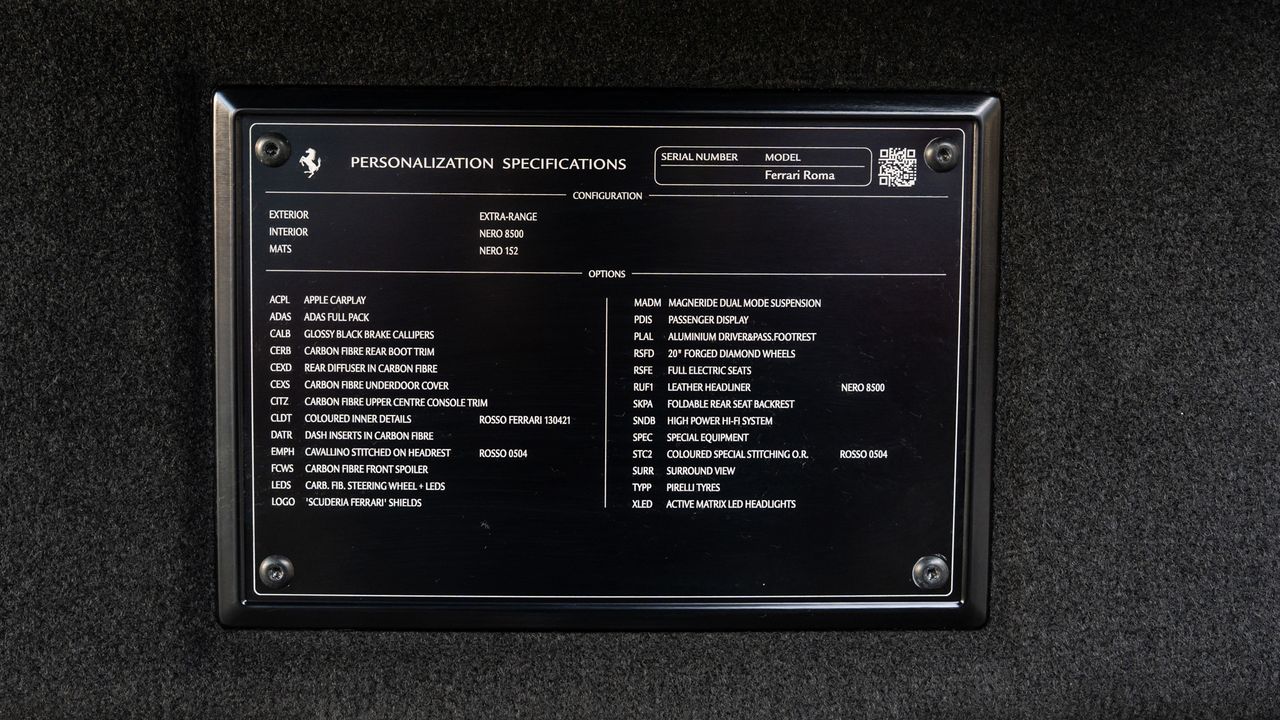 PERSONALIZATION SPECIFICATIONS
SERIAL NUMBER MODEL
Ferrari Roma
CONFIGURATION
EXTERIOR EXTRA-RANGE
INTERIOR NERO 8500
MATS NERO 152
OPTIONS
ACPL APPLE CARPLAY
ADAS ADAS FULL PACK
CALB GLOSSY BLACK BRAKE CALLIPERS
CERB CARBON FIBRE REAR BOOT TRIM
CEXD REAR DIFFUSER IN CARBON FIBRE
CEXS CARBON FIBRE UNDERDOOR COVER
CITZ CARBON FIBRE UPPER CENTRE CONSOLE TRIM
CLDT COLOURED INNER DETAILS ROSSO FERRARI 130421
DATR DASH INSERTS IN CARBON FIBRE
EMPH CAVALLINO STITCHED ON HEADREST ROSSO 0504
FCWS CARBON FIBRE FRONT SPOILER
LEDS CARB. FIB. STEERING WHEEL + LEDS
LOGO 'SCUDERIA FERRARI' SHIELDS
MADM MAGNERIDE DUAL MODE SUSPENSION
PDIS PASSENGER DISPLAY
PLAL ALUMINIUM DRIVER&PASS.FOOTREST
RSFD 20" FORGED DIAMOND WHEELS
RSFE FULL ELECTRIC SEATS
RUF1 LEATHER HEADLINER NERO 8500
SKPA FOLDABLE REAR SEAT BACKREST
SNDB HIGH POWER HI-FI SYSTEM
SPEC SPECIAL EQUIPMENT
STC2 COLOURED SPECIAL STITCHING O.R. ROSSO 0504
SURR SURROUND VIEW
TYPP PIRELLI TYRES
XLED ACTIVE MATRIX LED HEADLIGHTS